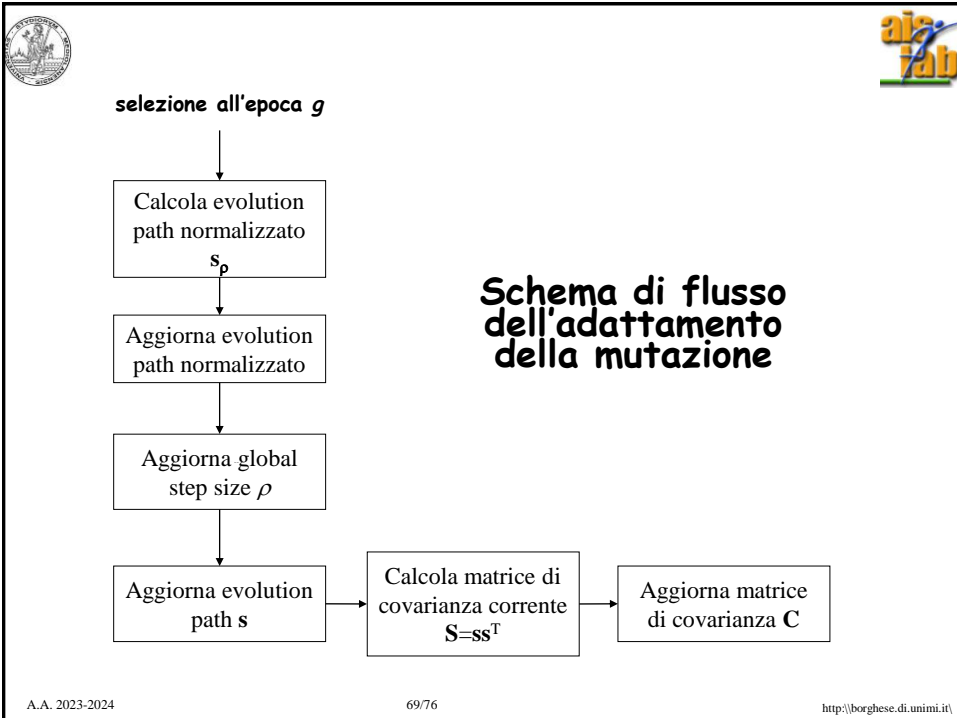 selezione all'epoca g
Calcola evolution
path normalizzato
sρ
Aggiorna evolution
path normalizzato
Schema di flusso
dell'adattamento
della mutazione
Aggiorna global
step size ρ
Aggiorna evolution
path s
Calcola matrice di
covarianza corrente
S=ssᵀ
Aggiorna matrice
di covarianza C
ais
lab
A.A. 2023-2024
69/76
http:\\borghese.di.unimi.it\